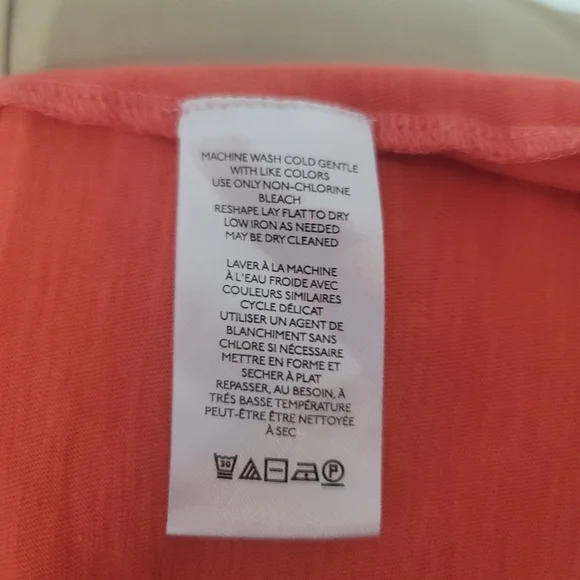 MACHINE WASH COLD GENTLE
WITH LIKE COLORS
USE ONLY NON-CHLORINE
BLEACH
RESHAPE LAY FLAT TO DRY
LOW IRON AS NEEDED
MAY BE DRY CLEANED
LAVER À LA MACHINE
À L'EAU FROIDE AVEC
COULEURS SIMILAIRES
CYCLE DÉLICAT
UTILISER UN AGENT DE
BLANCHIMENT SANS
CHLORE SI NÉCESSAIRE
METTRE EN FORME ET
SECHER À PLAT
REPASSER, AU BESOIN, À
TRÉS BASSE TEMPÉRATURE
PEUT-ÊTRE ÊTRE NETTOYÉE
À SEC
30 P